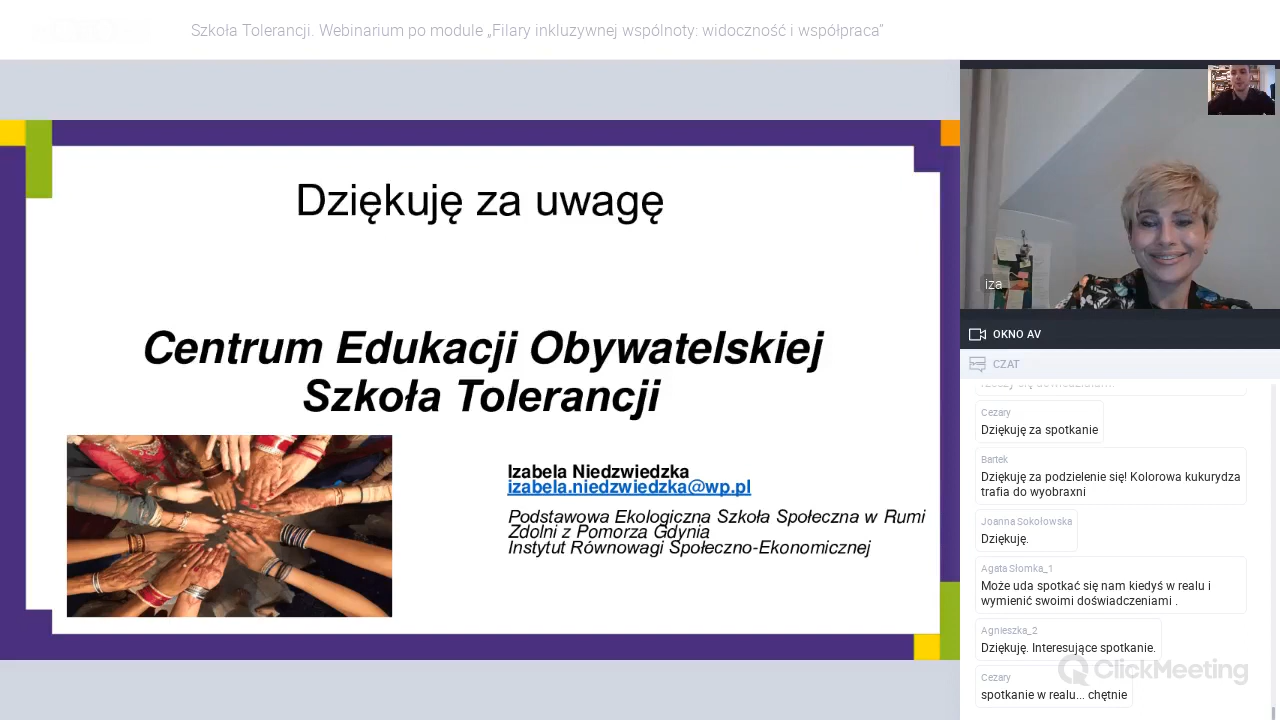 Szkoła Tolerancji. Webinarium po module „Filary inkluzywnej wspólnoty: widoczność i współpraca”
Dziękuję za uwagę
Centrum Edukacji Obywatelskiej
Szkoła Tolerancji
Izabela Niedzwiedzka
izabela.niedzwiedzka@wp.pl
Podstawowa Ekologiczna Szkoła Społeczna w Rumi
Zdolni z Pomorza Gdynia
Instytut Równowagi Społeczno-Ekonomicznej
iza
OKNO AV
CZAT
Cezary
Dziękuję za spotkanie
Bartek
Dziękuję za podzielenie się! Kolorowa kukurydza
trafia do wyobraxni
Joanna Sokołowska
Dziękuję.
Agata Słomka_1
Może uda spotkać się nam kiedyś w realu i
wymienić swoimi doświadczeniami .
Agnieszka_2
Dziękuję. Interesujące spotkanie.
Cezary
spotkanie w realu... chętnie
ClickMeeting